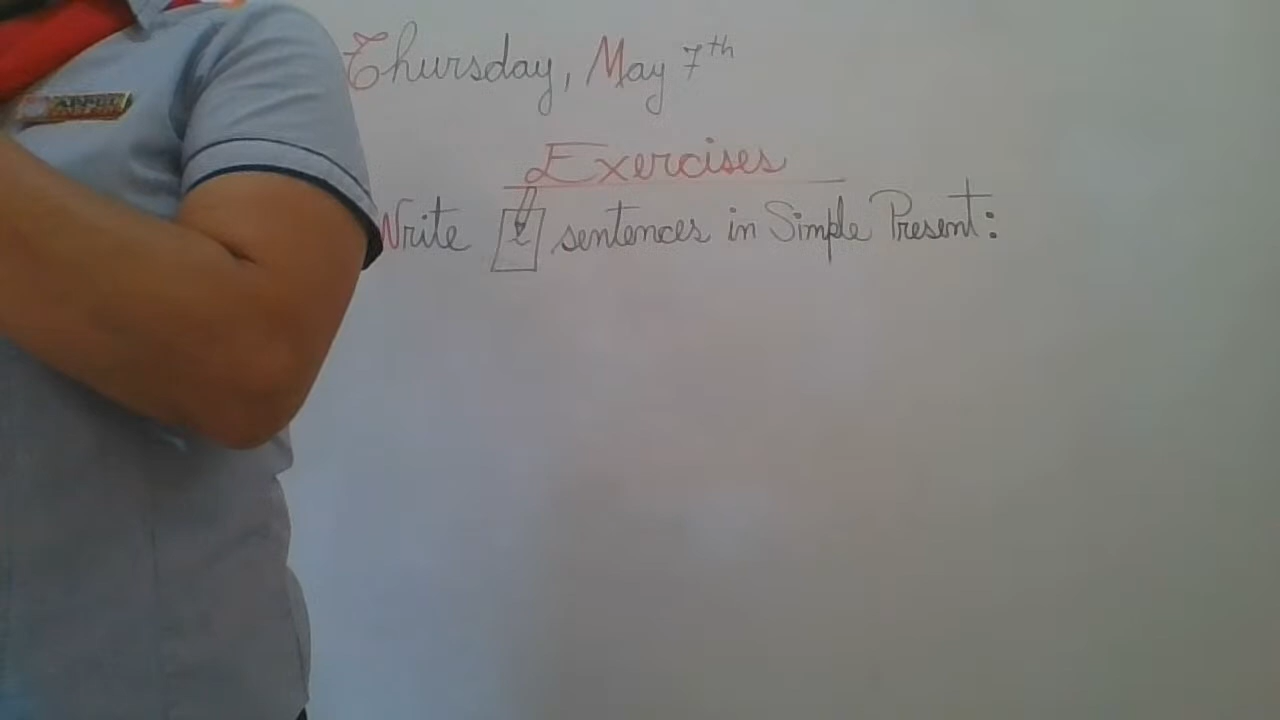 Thursday, May 7th
Exercises
Write sentences in Simple Present: